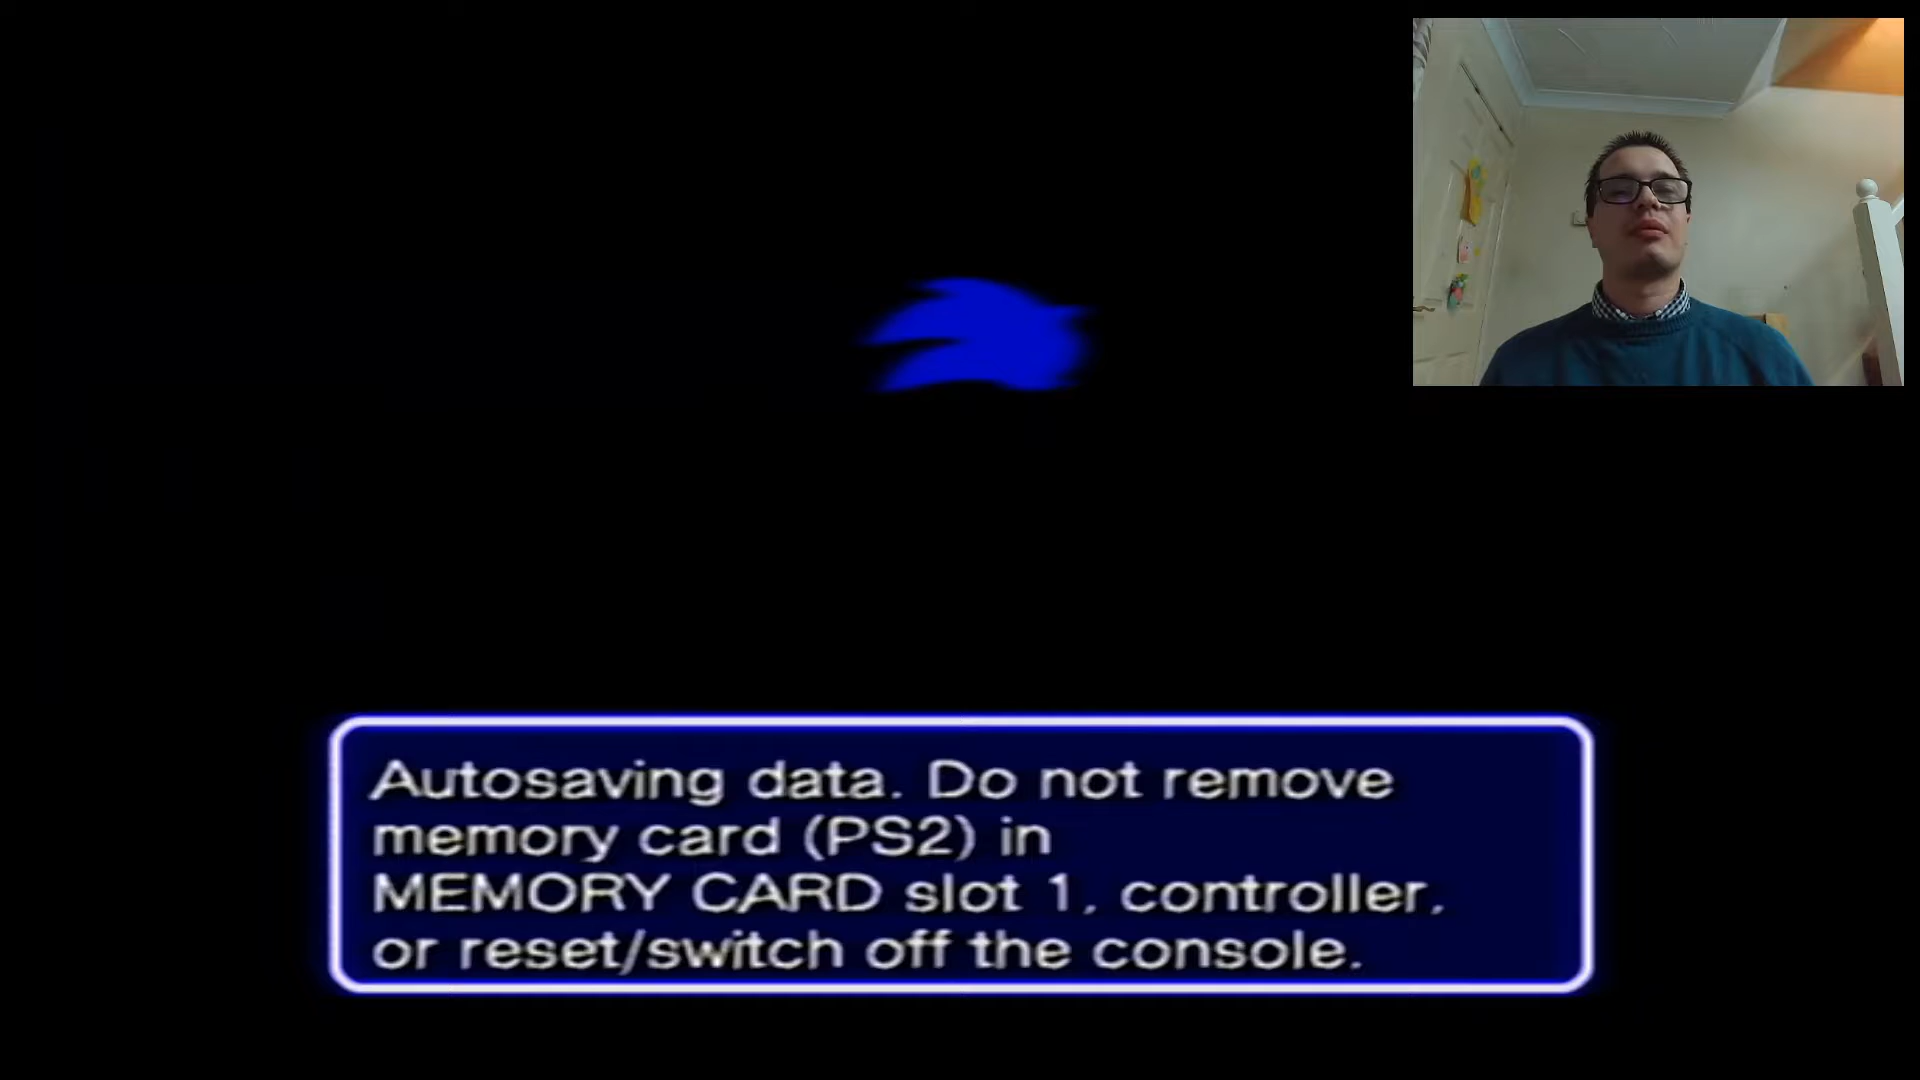 Autosaving data. Do not remove
memory card (PS2) in
MEMORY CARD slot 1, controller,
or reset/switch off the console.